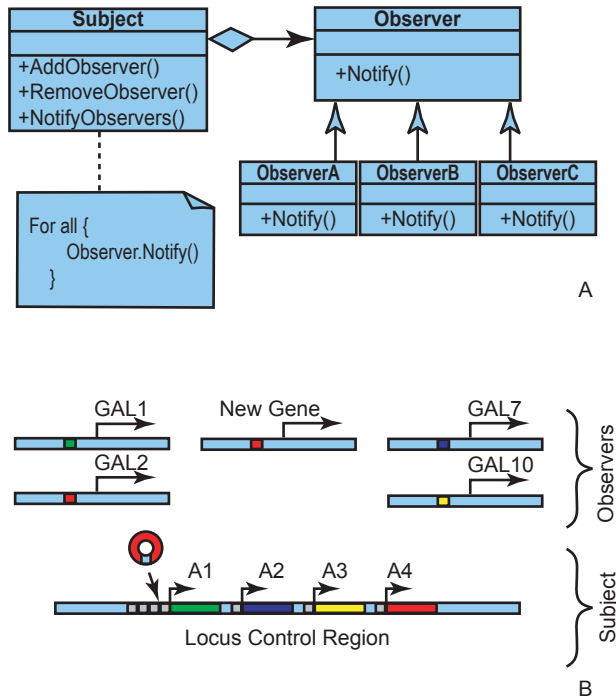 Subject
+AddObserver()
+RemoveObserver()
+NotifyObservers()
Observer
+Notify()
ObserverA
+Notify()
ObserverB
+Notify()
ObserverC
+Notify()
For all {
Observer.Notify()
}
A
GAL1
New Gene
GAL7
GAL2
GAL10
Observers
A1
A2
A3
A4
Locus Control Region
Subject
B